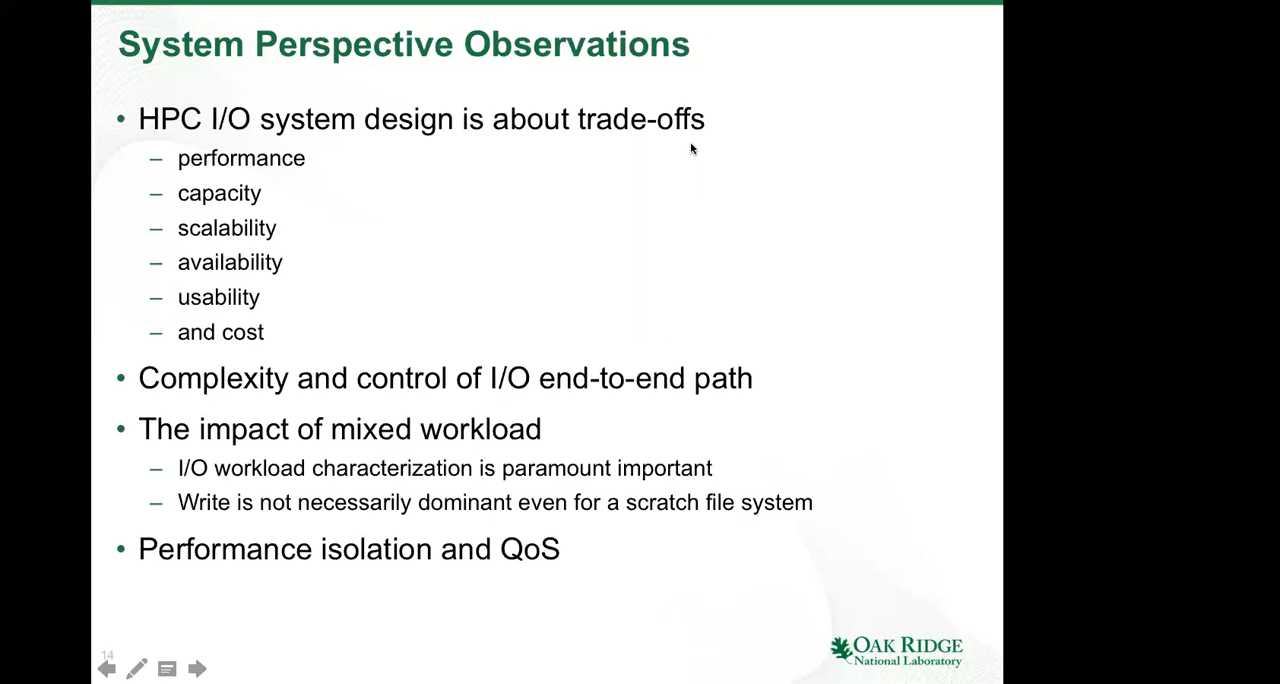 System Perspective Observations
• HPC I/O system design is about trade-offs
– performance
– capacity
– scalability
– availability
– usability
– and cost
• Complexity and control of I/O end-to-end path
• The impact of mixed workload
– I/O workload characterization is paramount important
– Write is not necessarily dominant even for a scratch file system
• Performance isolation and QoS
14
OAK RIDGE
National Laboratory